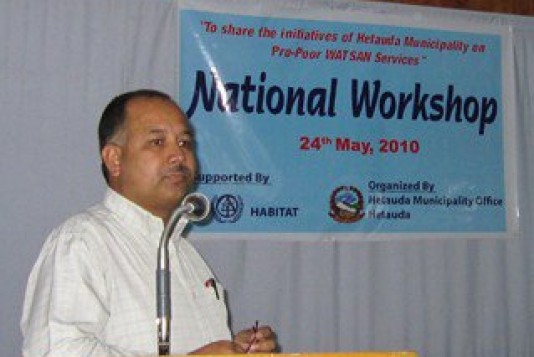 "To share the initiatives of Hetauda Municipality on
Pro-Poor WATSAN Services"
National Workshop
24th May, 2010
Supported By
HABITAT
Organized By
Hetauda Municipality Office
Hetauda